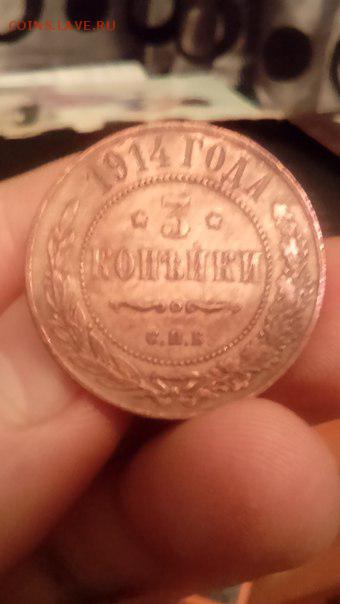 COINS.LAVE.RU
1914 ГОДА
3
КОПѢЙКИ
С.П.Б